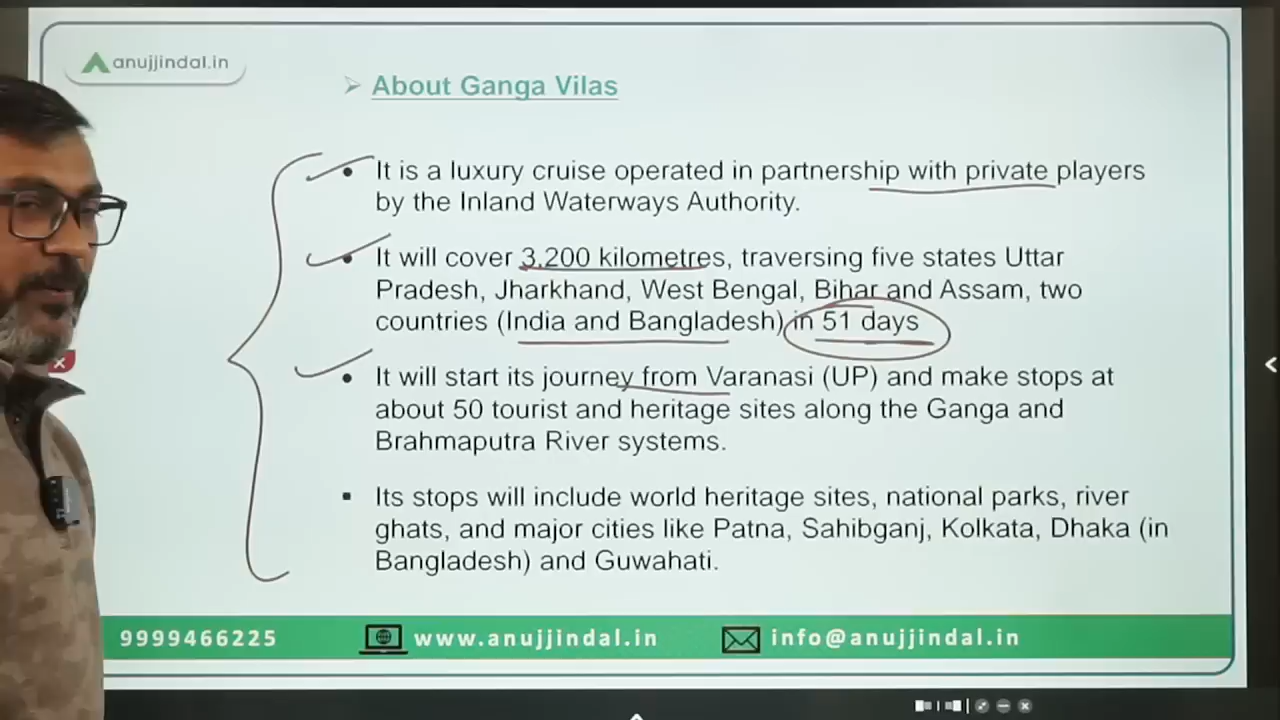 anujjindal.in
About Ganga Vilas
It is a luxury cruise operated in partnership with private players
by the Inland Waterways Authority.
It will cover 3,200 kilometres, traversing five states Uttar
Pradesh, Jharkhand, West Bengal, Bihar and Assam, two
countries (India and Bangladesh) in 51 days
It will start its journey from Varanasi (UP) and make stops at
about 50 tourist and heritage sites along the Ganga and
Brahmaputra River systems.
Its stops will include world heritage sites, national parks, river
ghats, and major cities like Patna, Sahibganj, Kolkata, Dhaka (in
Bangladesh) and Guwahati.
9999466225 www.anujjindal.in info@anujjindal.in